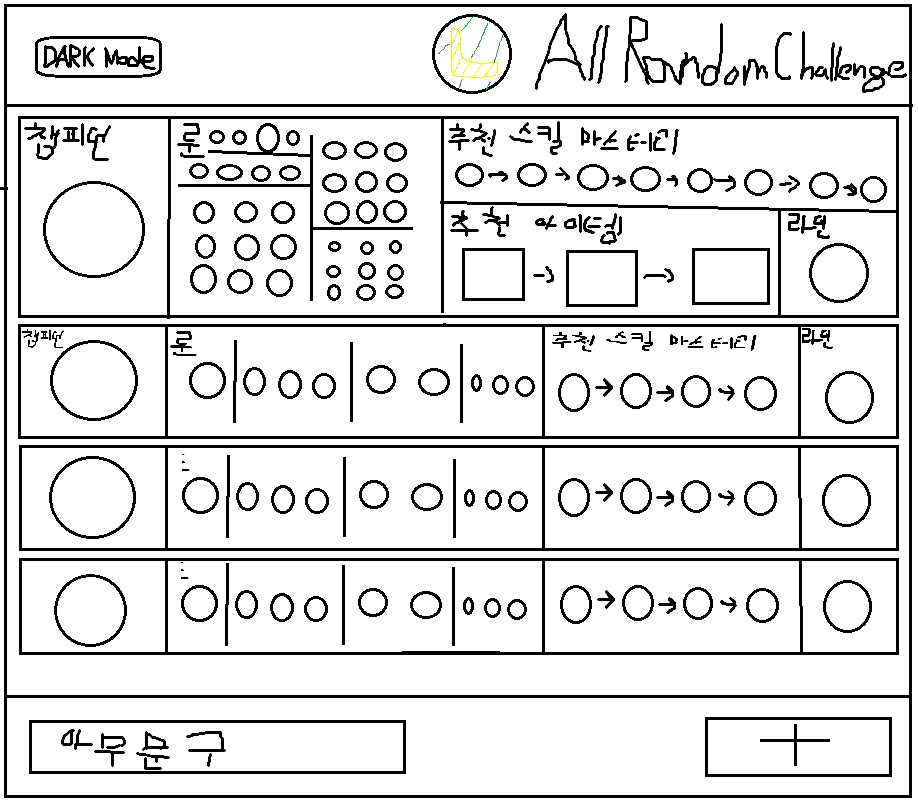 DARK Mode
All Random Challenge
챔피언
룬
추천 스킬 마스터리
추천 아이템
라인
챔피언
룬
추천 스킬 마스터리
라인
아무문구